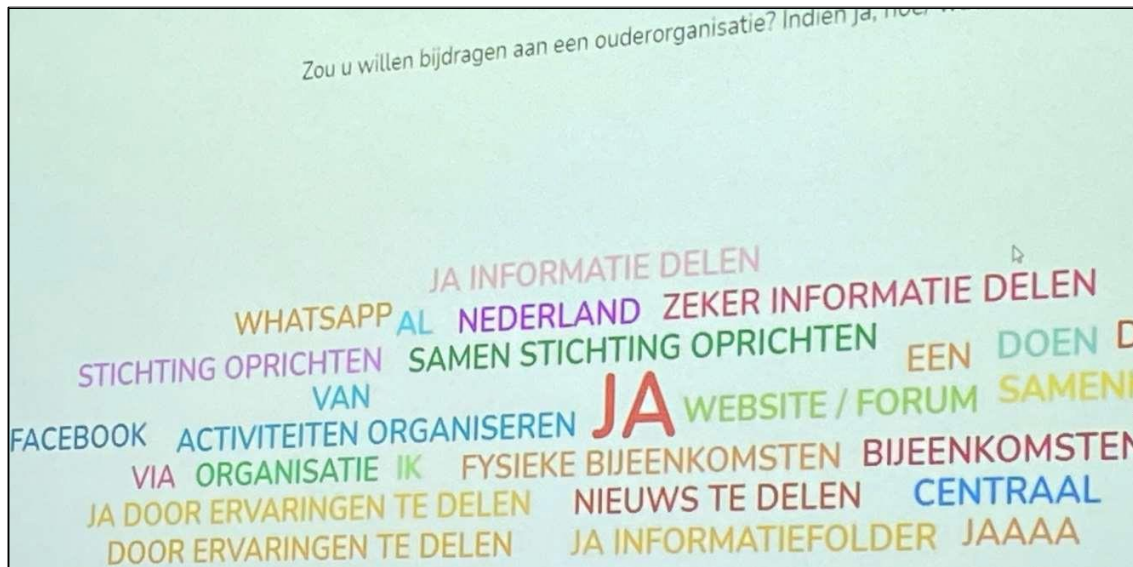 Zou u willen bijdragen aan een ouderorganisatie? Indien ja,
JA INFORMATIE DELEN
WHATSAPP AL NEDERLAND ZEKER INFORMATIE DELEN
STICHTING OPRICHTEN SAMEN STICHTING OPRICHTEN EEN DOEN
VAN JA WEBSITE / FORUM
FACEBOOK ACTIVITEITEN ORGANISEREN
VIA ORGANISATIE IK FYSIEKE BIJEENKOMSTEN BIJEENKOMSTEN
JA DOOR ERVARINGEN TE DELEN NIEUWS TE DELEN CENTRAAL
DOOR ERVARINGEN TE DELEN JA INFORMATIEFOLDER JAAAA